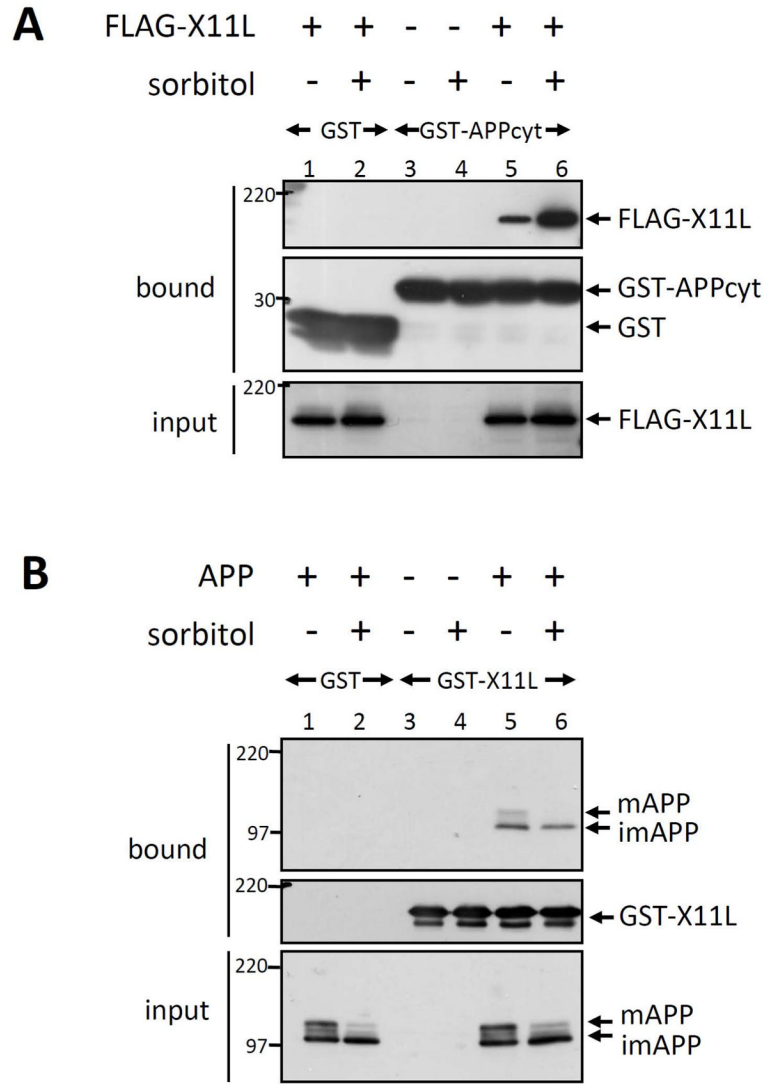 A
FLAG-X11L + + - - + +
sorbitol - + - + - +
GST GST-APPcyt
1 2 3 4 5 6
220
FLAG-X11L
bound
GST-APPcyt
30
GST
220
input
FLAG-X11L
B
APP + + - - + +
sorbitol - + - + - +
GST GST-X11L
1 2 3 4 5 6
220
mAPP
97
imAPP
bound
220
GST-X11L
220
input
mAPP
97
imAPP